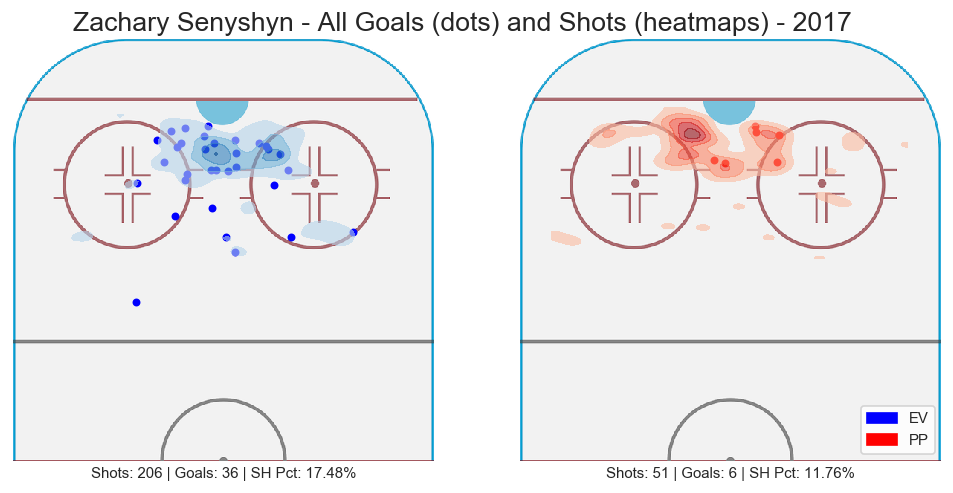 Zachary Senyshyn - All Goals (dots) and Shots (heatmaps) - 2017
EV
PP
Shots: 206 | Goals: 36 | SH Pct: 17.48%
Shots: 51 | Goals: 6 | SH Pct: 11.76%